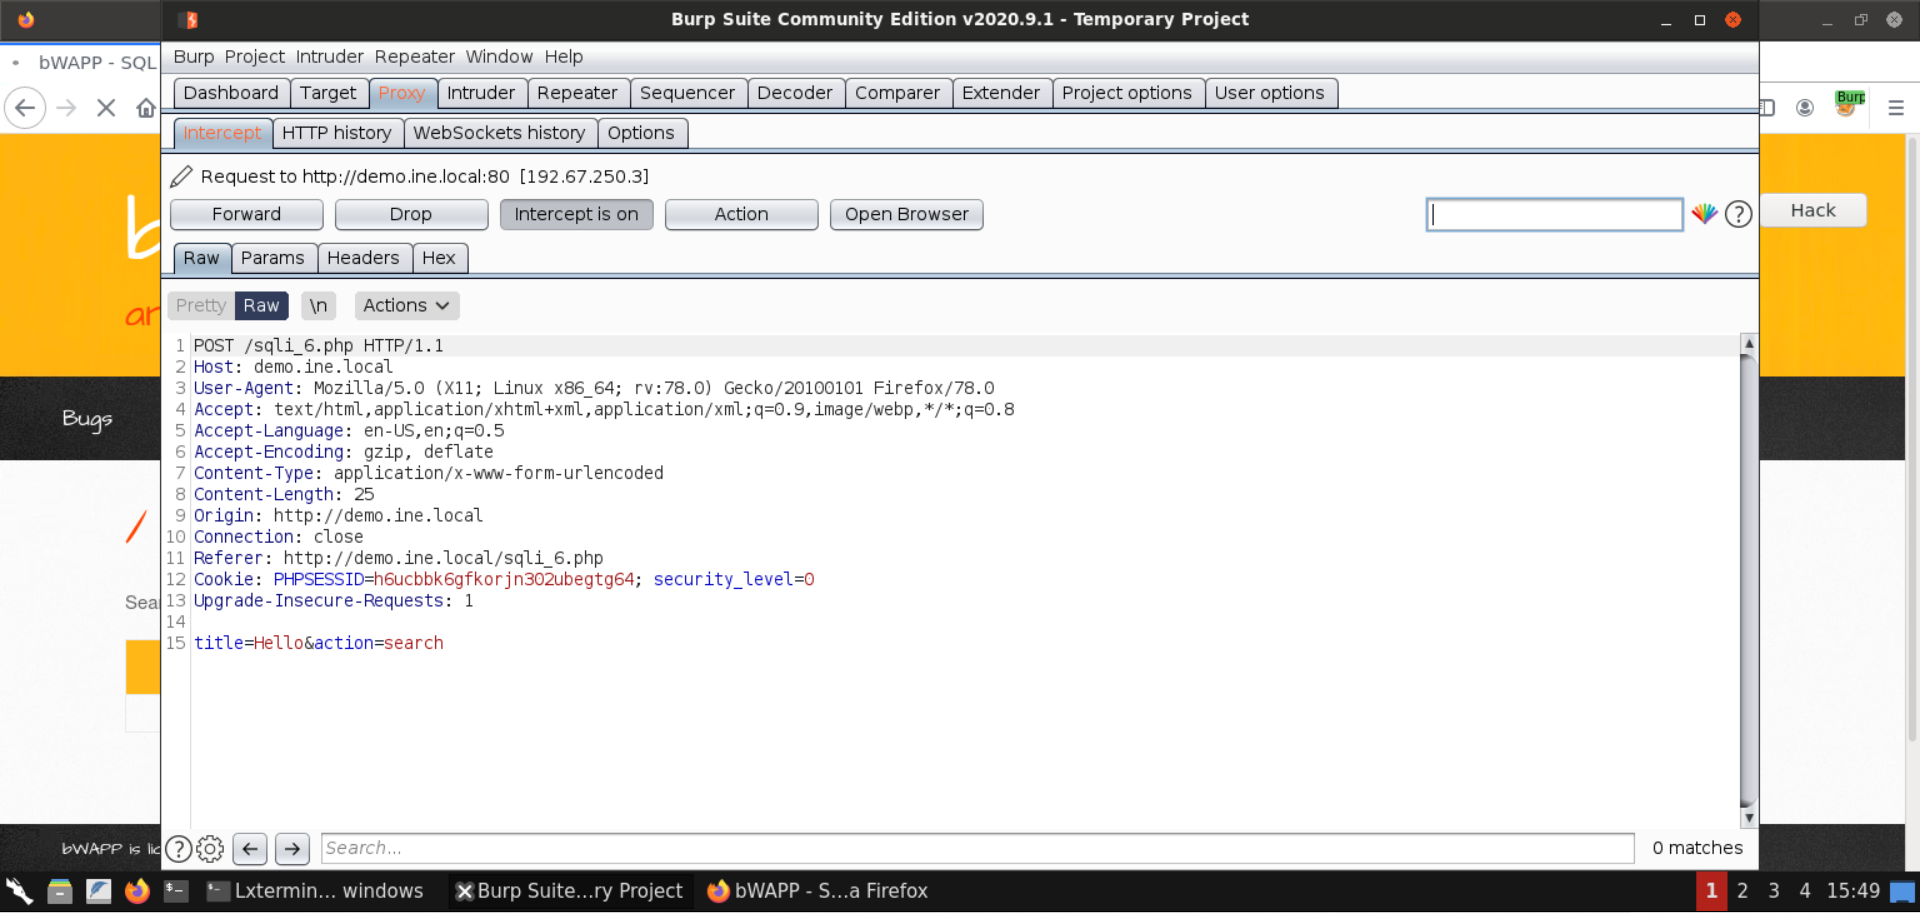 Burp Suite Community Edition v2020.9.1 - Temporary Project
bWAPP - SQL
Burp Project Intruder Repeater Window Help
Dashboard Target Proxy Intruder Repeater Sequencer Decoder Comparer Extender Project options User options
Burp
Intercept HTTP history WebSockets history Options
Request to http://demo.ine.local:80 [192.67.250.3]
Forward Drop Intercept is on Action Open Browser
?
Hack
b
Raw Params Headers Hex
Pretty Raw \n Actions
ar
1 POST /sqli_6.php HTTP/1.1
2 Host: demo.ine.local
3 User-Agent: Mozilla/5.0 (X11; Linux x86_64; rv:78.0) Gecko/20100101 Firefox/78.0
4 Accept: text/html,application/xhtml+xml,application/xml;q=0.9,image/webp,*/*;q=0.8
Bugs
5 Accept-Language: en-US,en;q=0.5
6 Accept-Encoding: gzip, deflate
7 Content-Type: application/x-www-form-urlencoded
8 Content-Length: 25
9 Origin: http://demo.ine.local
10 Connection: close
/
11 Referer: http://demo.ine.local/sqli_6.php
12 Cookie: PHPSESSID=h6ucbbk6gfkorjn302ubegtg64; security_level=0
13 Upgrade-Insecure-Requests: 1
Sea
14
15 title=Hello&action=search
bWAPP is lic
? Search... 0 matches
Lxtermin... windows Burp Suite...ry Project bWAPP - S...a Firefox 1 2 3 4 15:49